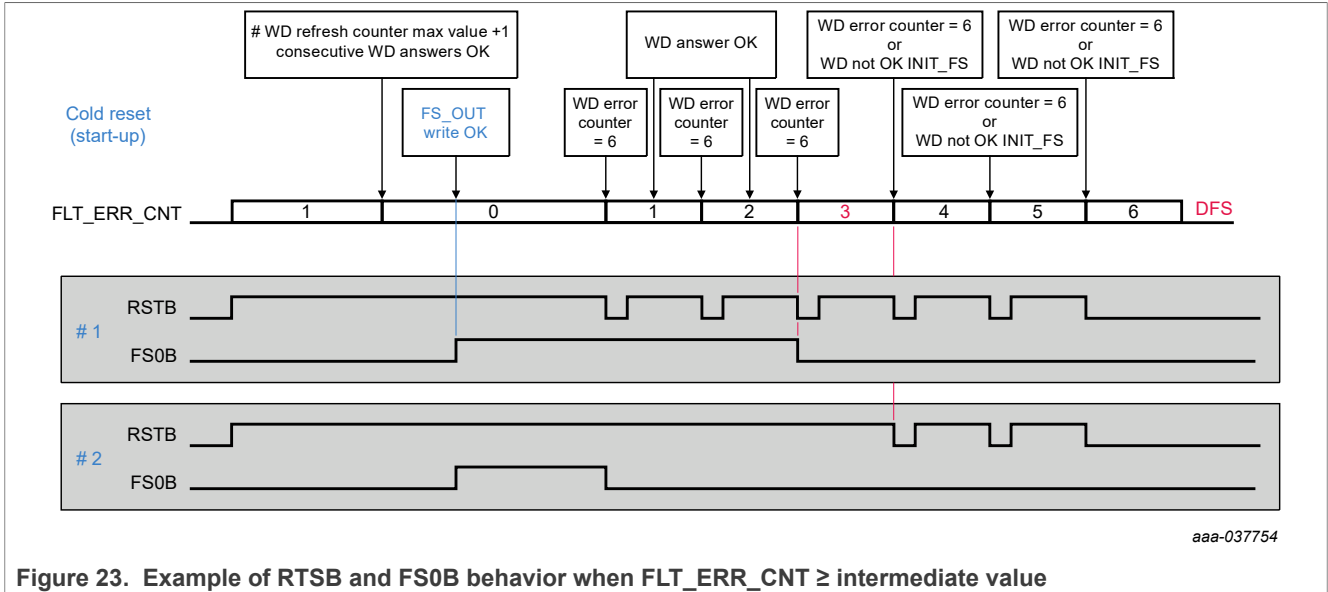 # WD refresh counter max value +1
consecutive WD answers OK
WD answer OK
WD error counter = 6
or
WD not OK INIT_FS
WD error counter = 6
or
WD not OK INIT_FS
Cold reset
(start-up)
FS_OUT
write OK
WD error
counter
= 6
WD error
counter
= 6
WD error
counter
= 6
WD error counter = 6
or
WD not OK INIT_FS
FLT_ERR_CNT 1 0 1 2 3 4 5 6 DFS
# 1
RSTB
FS0B
# 2
RSTB
FS0B
aaa-037754
Figure 23. Example of RTSB and FS0B behavior when FLT_ERR_CNT ≥ intermediate value